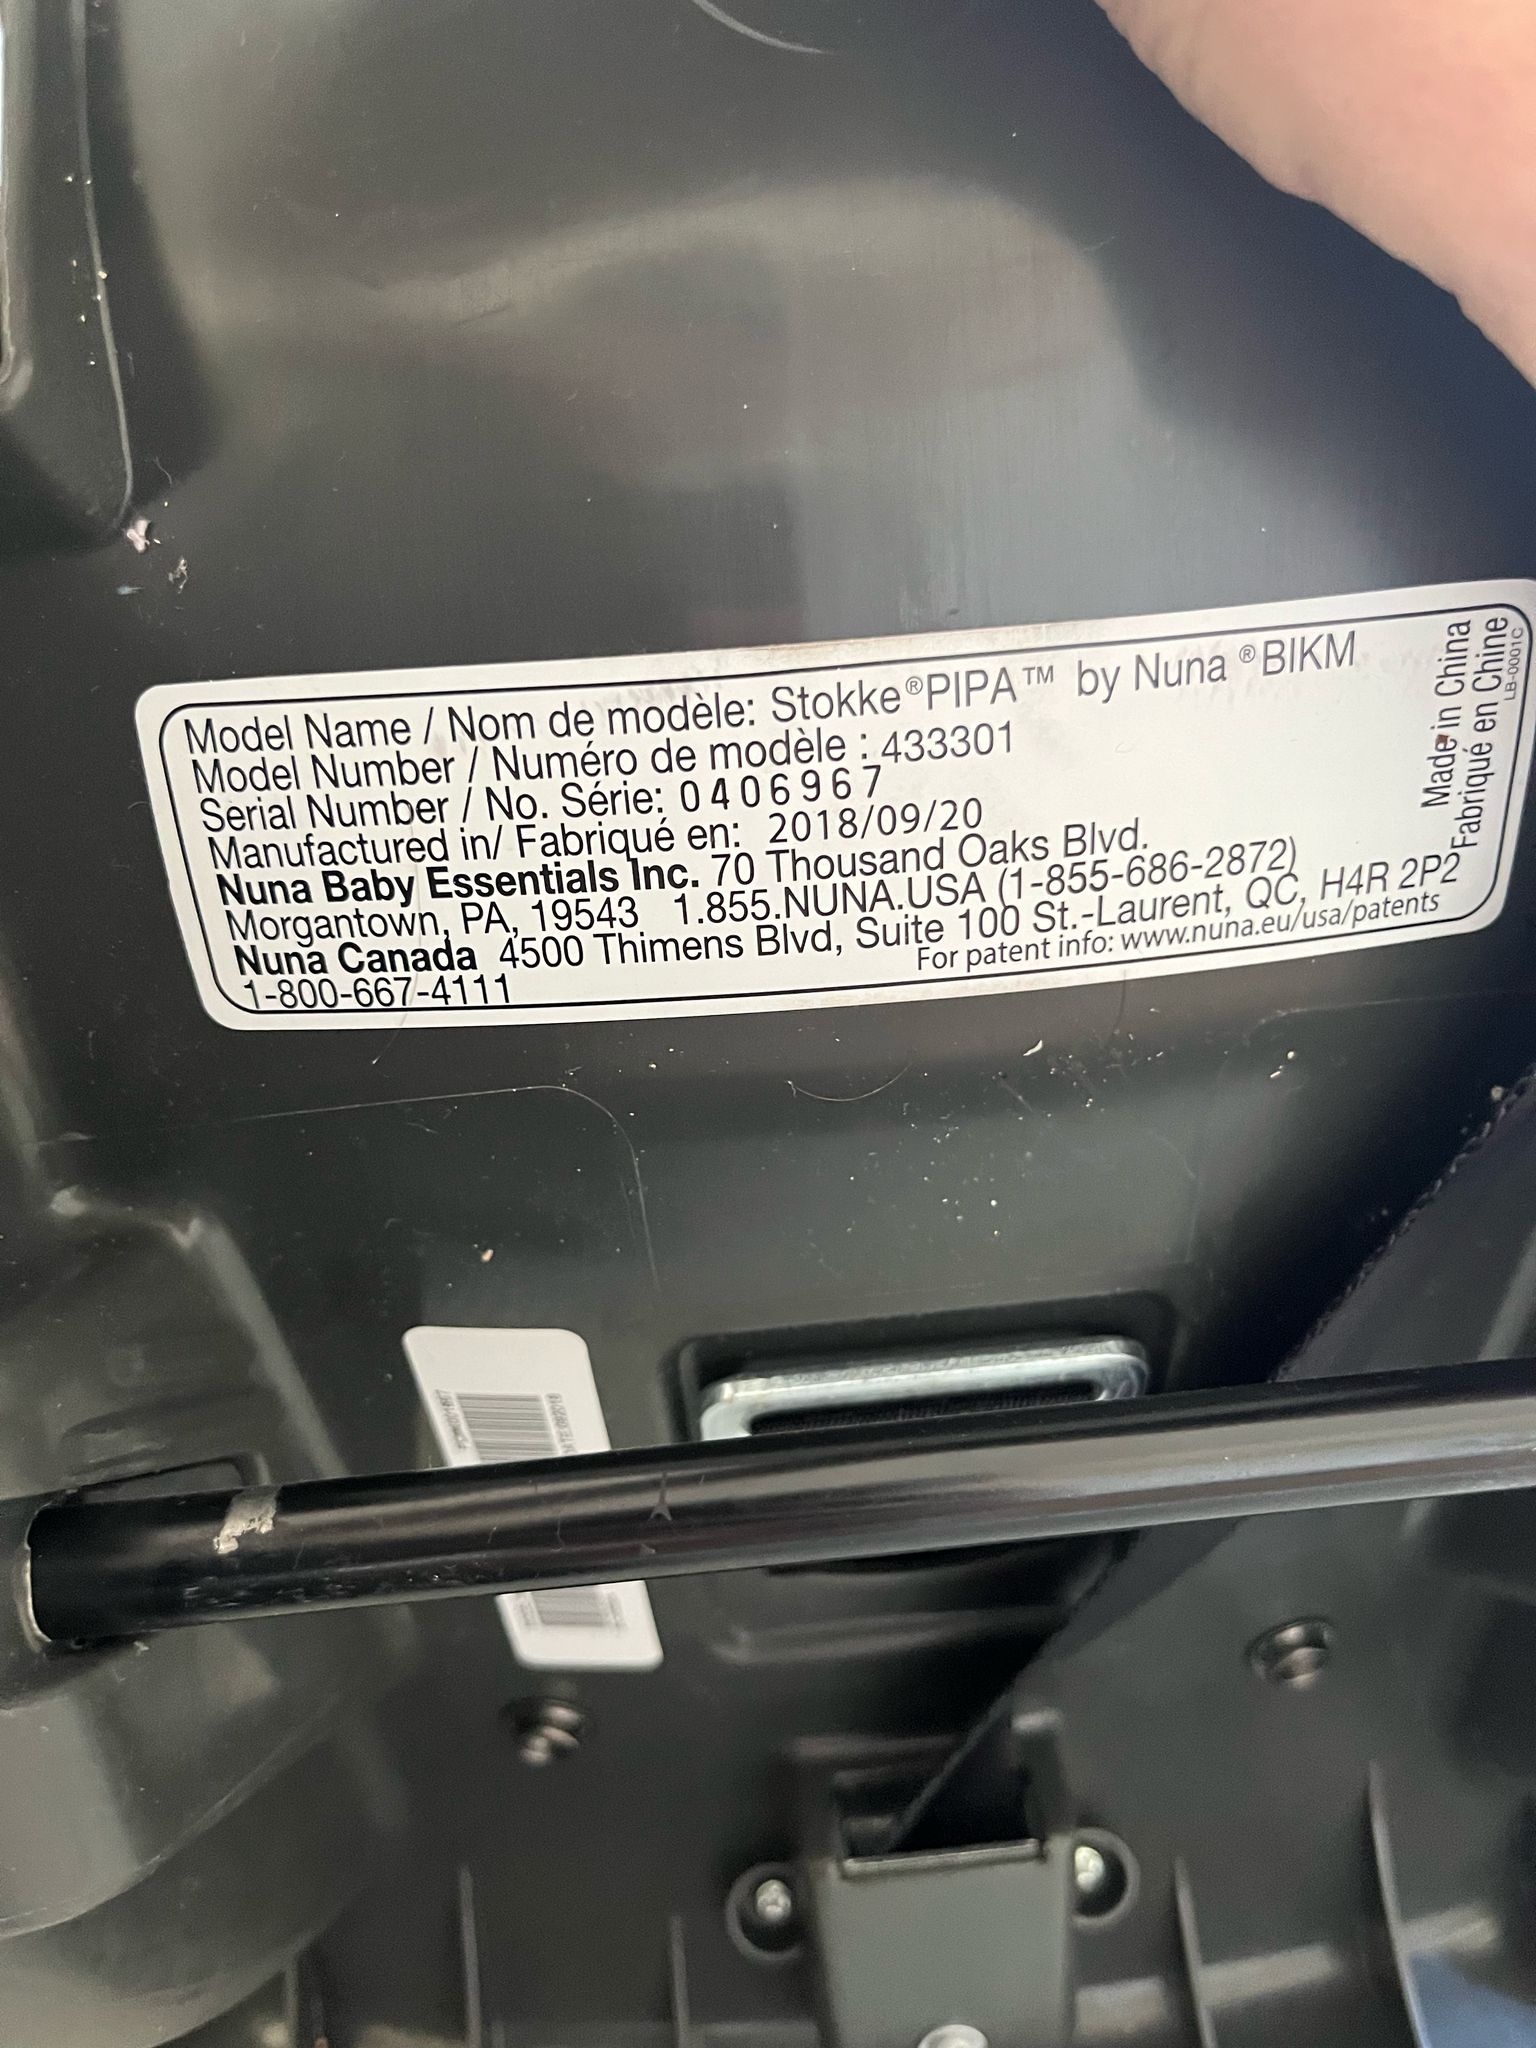 Model Name / Nom de modèle: Stokke®PIPA™ by Nuna®BIKM
Model Number / Numéro de modèle : 433301
Serial Number / No. Série: 0406967
Manufactured in/ Fabriqué en: 2018/09/20
Nuna Baby Essentials Inc. 70 Thousand Oaks Blvd.
Morgantown, PA, 19543 1.855.NUNA.USA (1-855-686-2872)
Nuna Canada 4500 Thimens Blvd, Suite 100 St.-Laurent, QC, H4R 2P2
1-800-667-4111
For patent info: www.nuna.eu/usa/patents
Made in China
Fabriqué en Chine
LB-0001C